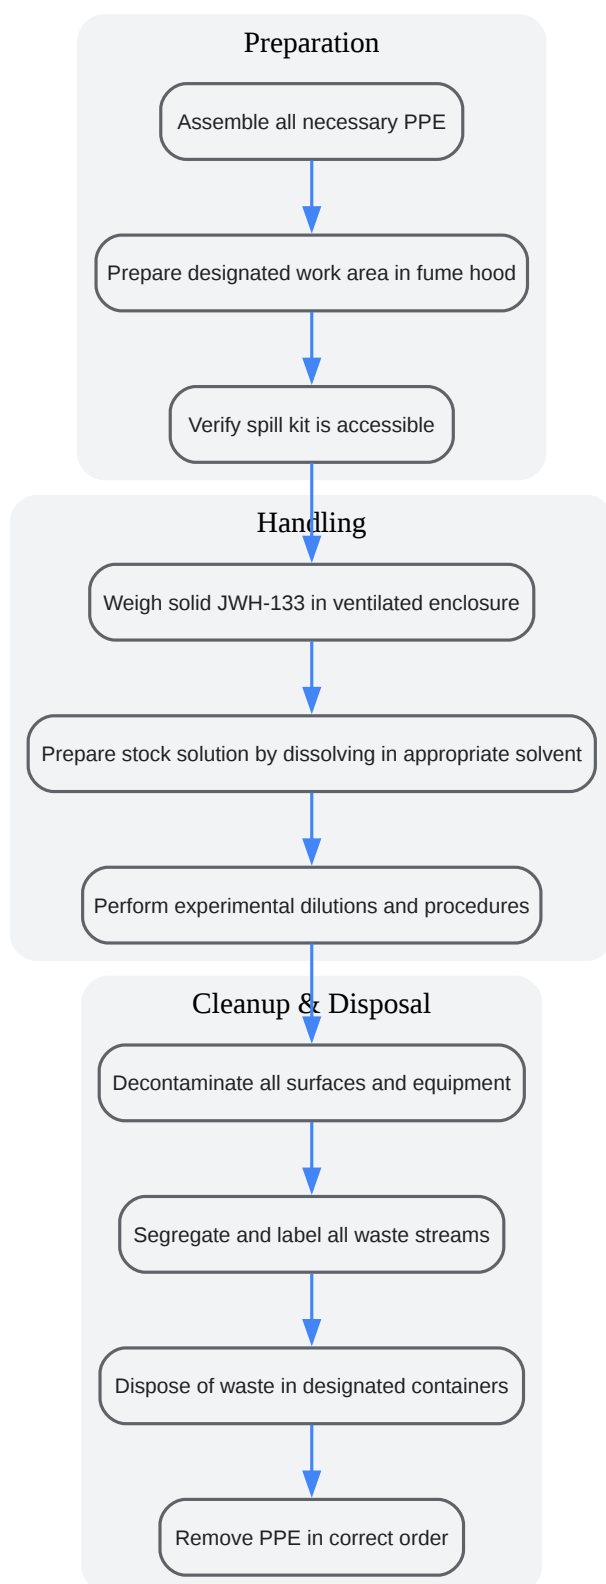 Preparation
Assemble all necessary PPE
Prepare designated work area in fume hood
Verify spill kit is accessible
Handling
Weigh solid JWH-133 in ventilated enclosure
Prepare stock solution by dissolving in appropriate solvent
Perform experimental dilutions and procedures
Cleanup & Disposal
Decontaminate all surfaces and equipment
Segregate and label all waste streams
Dispose of waste in designated containers
Remove PPE in correct order